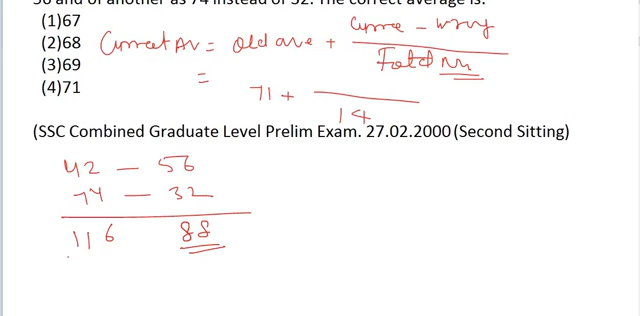 56 and of another as 74 instead of 32. The correct average is:
(1)67
(2)68
(3)69
(4)71
Correct Av = old ave + Corre - wrong
Total No
= 71 +
14
(SSC Combined Graduate Level Prelim Exam. 27.02.2000 (Second Sitting)
42 — 56
74 — 32
116 88